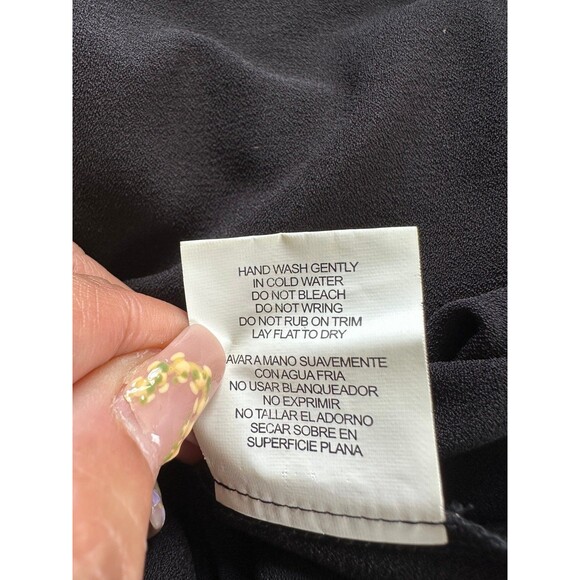 HAND WASH GENTLY
IN COLD WATER
DO NOT BLEACH
DO NOT WRING
DO NOT RUB ON TRIM
LAY FLAT TO DRY
AVAR A MANO SUAVEMENTE
CON AGUA FRIA
NO USAR BLANQUEADOR
NO EXPRIMIR
NO TALLAR EL ADORNO
SECAR SOBRE EN
SUPERFICIE PLANA